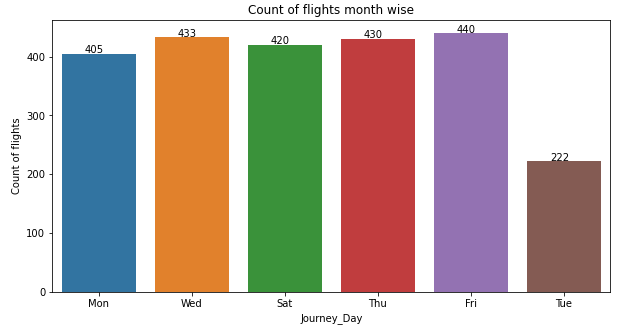 Count of flights month wise
Count of flights
400
300
200
100
0
405
433
420
430
440
222
Mon
Wed
Sat
Thu
Fri
Tue
Journey_Day